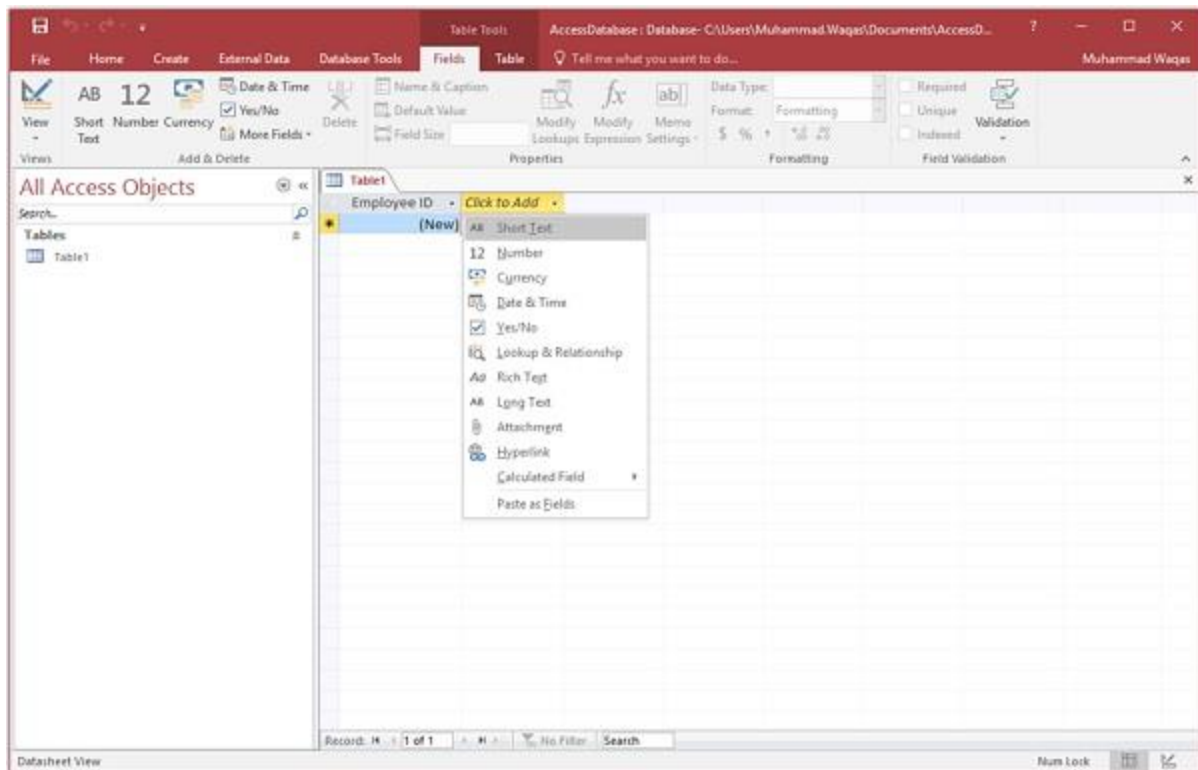 Table Tools AccessDatabase : Database- C:\Users\Muhammad.Waqas\Documents\AccessD... ?
File Home Create External Data Database Tools Fields Table Tell me what you want to do... Muhammad Waqas
View
Views
AB Short Text
12 Number
Currency
Date & Time
Yes/No
More Fields
Delete
Add & Delete
Name & Caption
Default Value
Field Size
Modify Lookups
fx Modify Expression
ab Memo Settings
Properties
Data Type:
Format: Formatting
$ %
Formatting
Required
Unique
Indexed
Validation
Field Validation
All Access Objects
Search...
Tables
Table1
Table1
Employee ID Click to Add
(New)
AB Short Text
12 Number
Currency
Date & Time
Yes/No
Lookup & Relationship
Aa Rich Text
AB Long Text
Attachment
Hyperlink
Calculated Field
Paste as Fields
Record: 1 of 1 No Filter Search
Datasheet View Num Lock